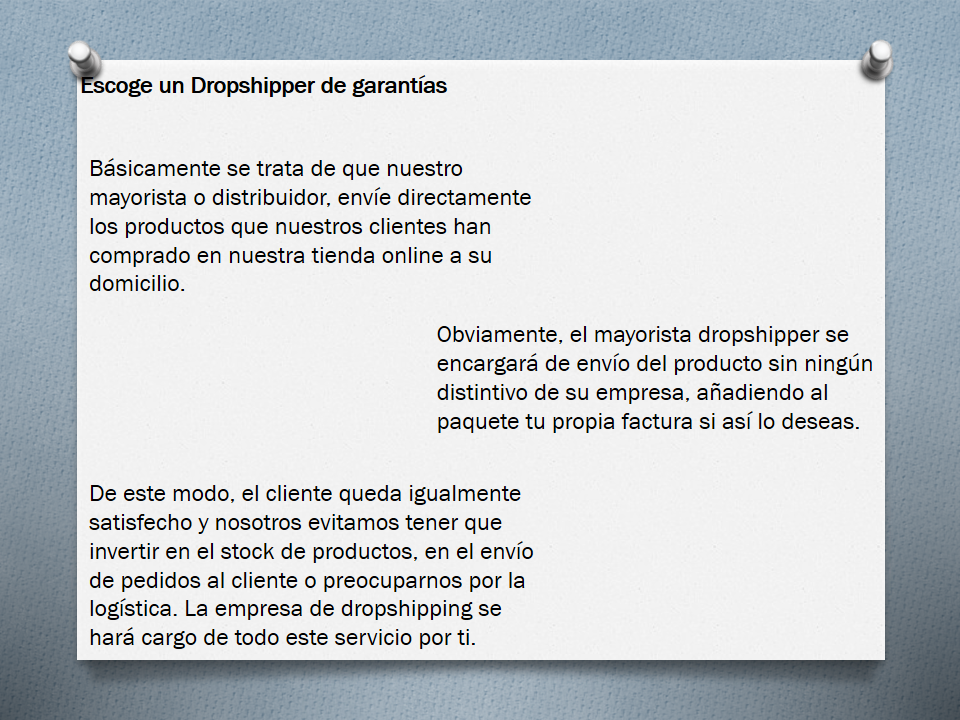 Escoge un Dropshipper de garantías
Básicamente se trata de que nuestro
mayorista o distribuidor, envíe directamente
los productos que nuestros clientes han
comprado en nuestra tienda online a su
domicilio.
Obviamente, el mayorista dropshipper se
encargará de envío del producto sin ningún
distintivo de su empresa, añadiendo al
paquete tu propia factura si así lo deseas.
De este modo, el cliente queda igualmente
satisfecho y nosotros evitamos tener que
invertir en el stock de productos, en el envío
de pedidos al cliente o preocuparnos por la
logística. La empresa de dropshipping se
hará cargo de todo este servicio por ti.